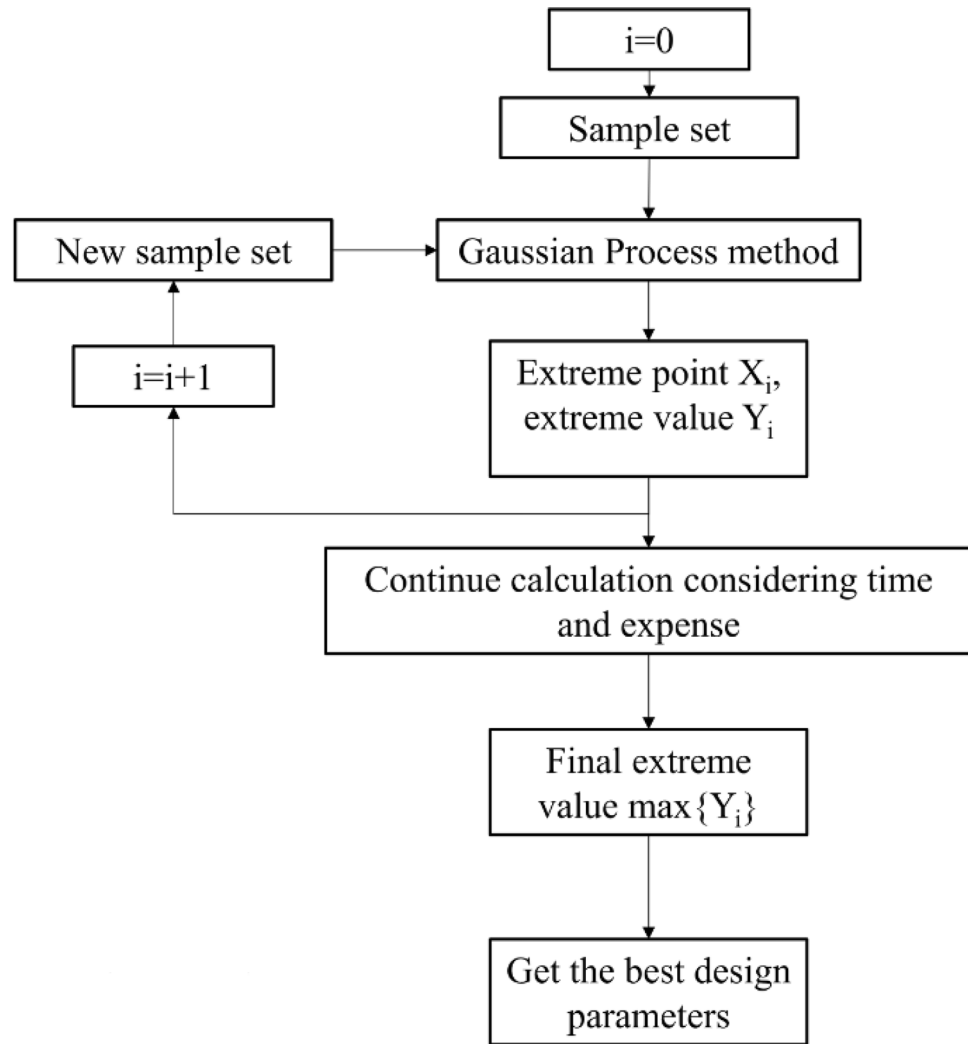 i=0
Sample set
New sample set
Gaussian Process method
i=i+1
Extreme point Xᵢ,
extreme value Yᵢ
Continue calculation considering time
and expense
Final extreme
value max{Yᵢ}
Get the best design
parameters